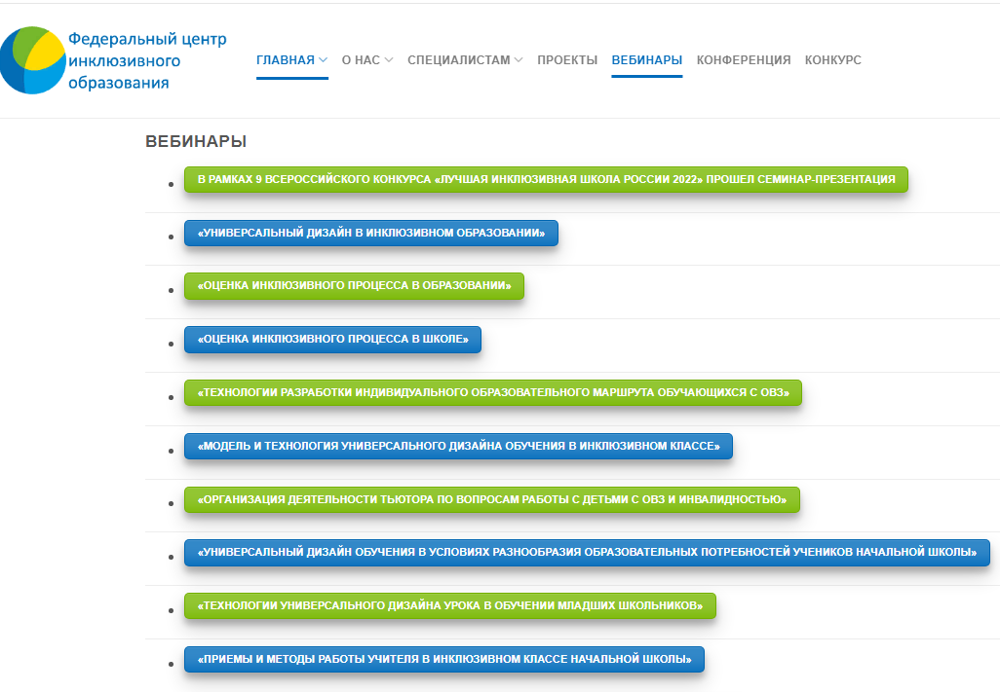 Федеральный центр
инклюзивного
образования
ГЛАВНАЯ О НАС СПЕЦИАЛИСТАМ ПРОЕКТЫ ВЕБИНАРЫ КОНФЕРЕНЦИЯ КОНКУРС
ВЕБИНАРЫ
В РАМКАХ 9 ВСЕРОССИЙСКОГО КОНКУРСА «ЛУЧШАЯ ИНКЛЮЗИВНАЯ ШКОЛА РОССИИ 2022» ПРОШЕЛ СЕМИНАР-ПРЕЗЕНТАЦИЯ
«УНИВЕРСАЛЬНЫЙ ДИЗАЙН В ИНКЛЮЗИВНОМ ОБРАЗОВАНИИ»
«ОЦЕНКА ИНКЛЮЗИВНОГО ПРОЦЕССА В ОБРАЗОВАНИИ»
«ОЦЕНКА ИНКЛЮЗИВНОГО ПРОЦЕССА В ШКОЛЕ»
«ТЕХНОЛОГИИ РАЗРАБОТКИ ИНДИВИДУАЛЬНОГО ОБРАЗОВАТЕЛЬНОГО МАРШРУТА ОБУЧАЮЩИХСЯ С ОВЗ»
«МОДЕЛЬ И ТЕХНОЛОГИЯ УНИВЕРСАЛЬНОГО ДИЗАЙНА ОБУЧЕНИЯ В ИНКЛЮЗИВНОМ КЛАССЕ»
«ОРГАНИЗАЦИЯ ДЕЯТЕЛЬНОСТИ ТЬЮТОРА ПО ВОПРОСАМ РАБОТЫ С ДЕТЬМИ С ОВЗ И ИНВАЛИДНОСТЬЮ»
«УНИВЕРСАЛЬНЫЙ ДИЗАЙН ОБУЧЕНИЯ В УСЛОВИЯХ РАЗНООБРАЗИЯ ОБРАЗОВАТЕЛЬНЫХ ПОТРЕБНОСТЕЙ УЧЕНИКОВ НАЧАЛЬНОЙ ШКОЛЫ»
«ТЕХНОЛОГИИ УНИВЕРСАЛЬНОГО ДИЗАЙНА УРОКА В ОБУЧЕНИИ МЛАДШИХ ШКОЛЬНИКОВ»
«ПРИЕМЫ И МЕТОДЫ РАБОТЫ УЧИТЕЛЯ В ИНКЛЮЗИВНОМ КЛАССЕ НАЧАЛЬНОЙ ШКОЛЫ»